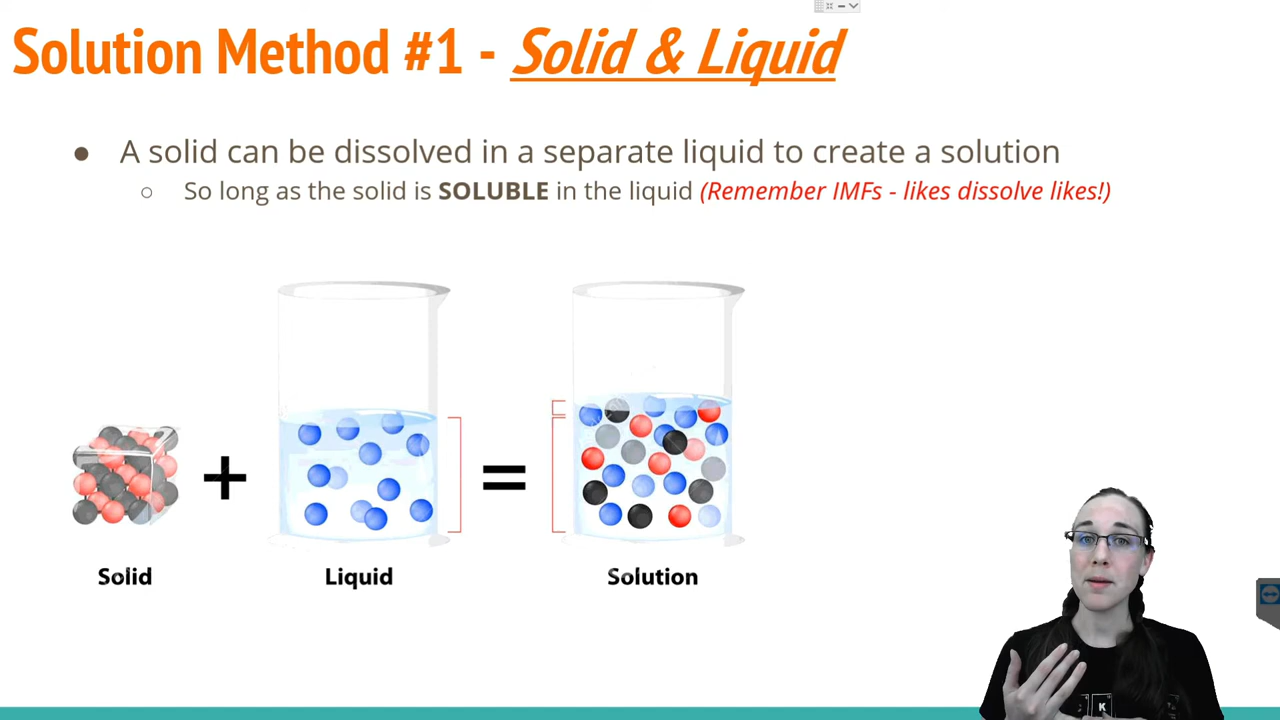 Solution Method #1 - Solid & Liquid
● A solid can be dissolved in a separate liquid to create a solution
○ So long as the solid is SOLUBLE in the liquid (Remember IMFs - likes dissolve likes!)
+
=
Solid
Liquid
Solution
K